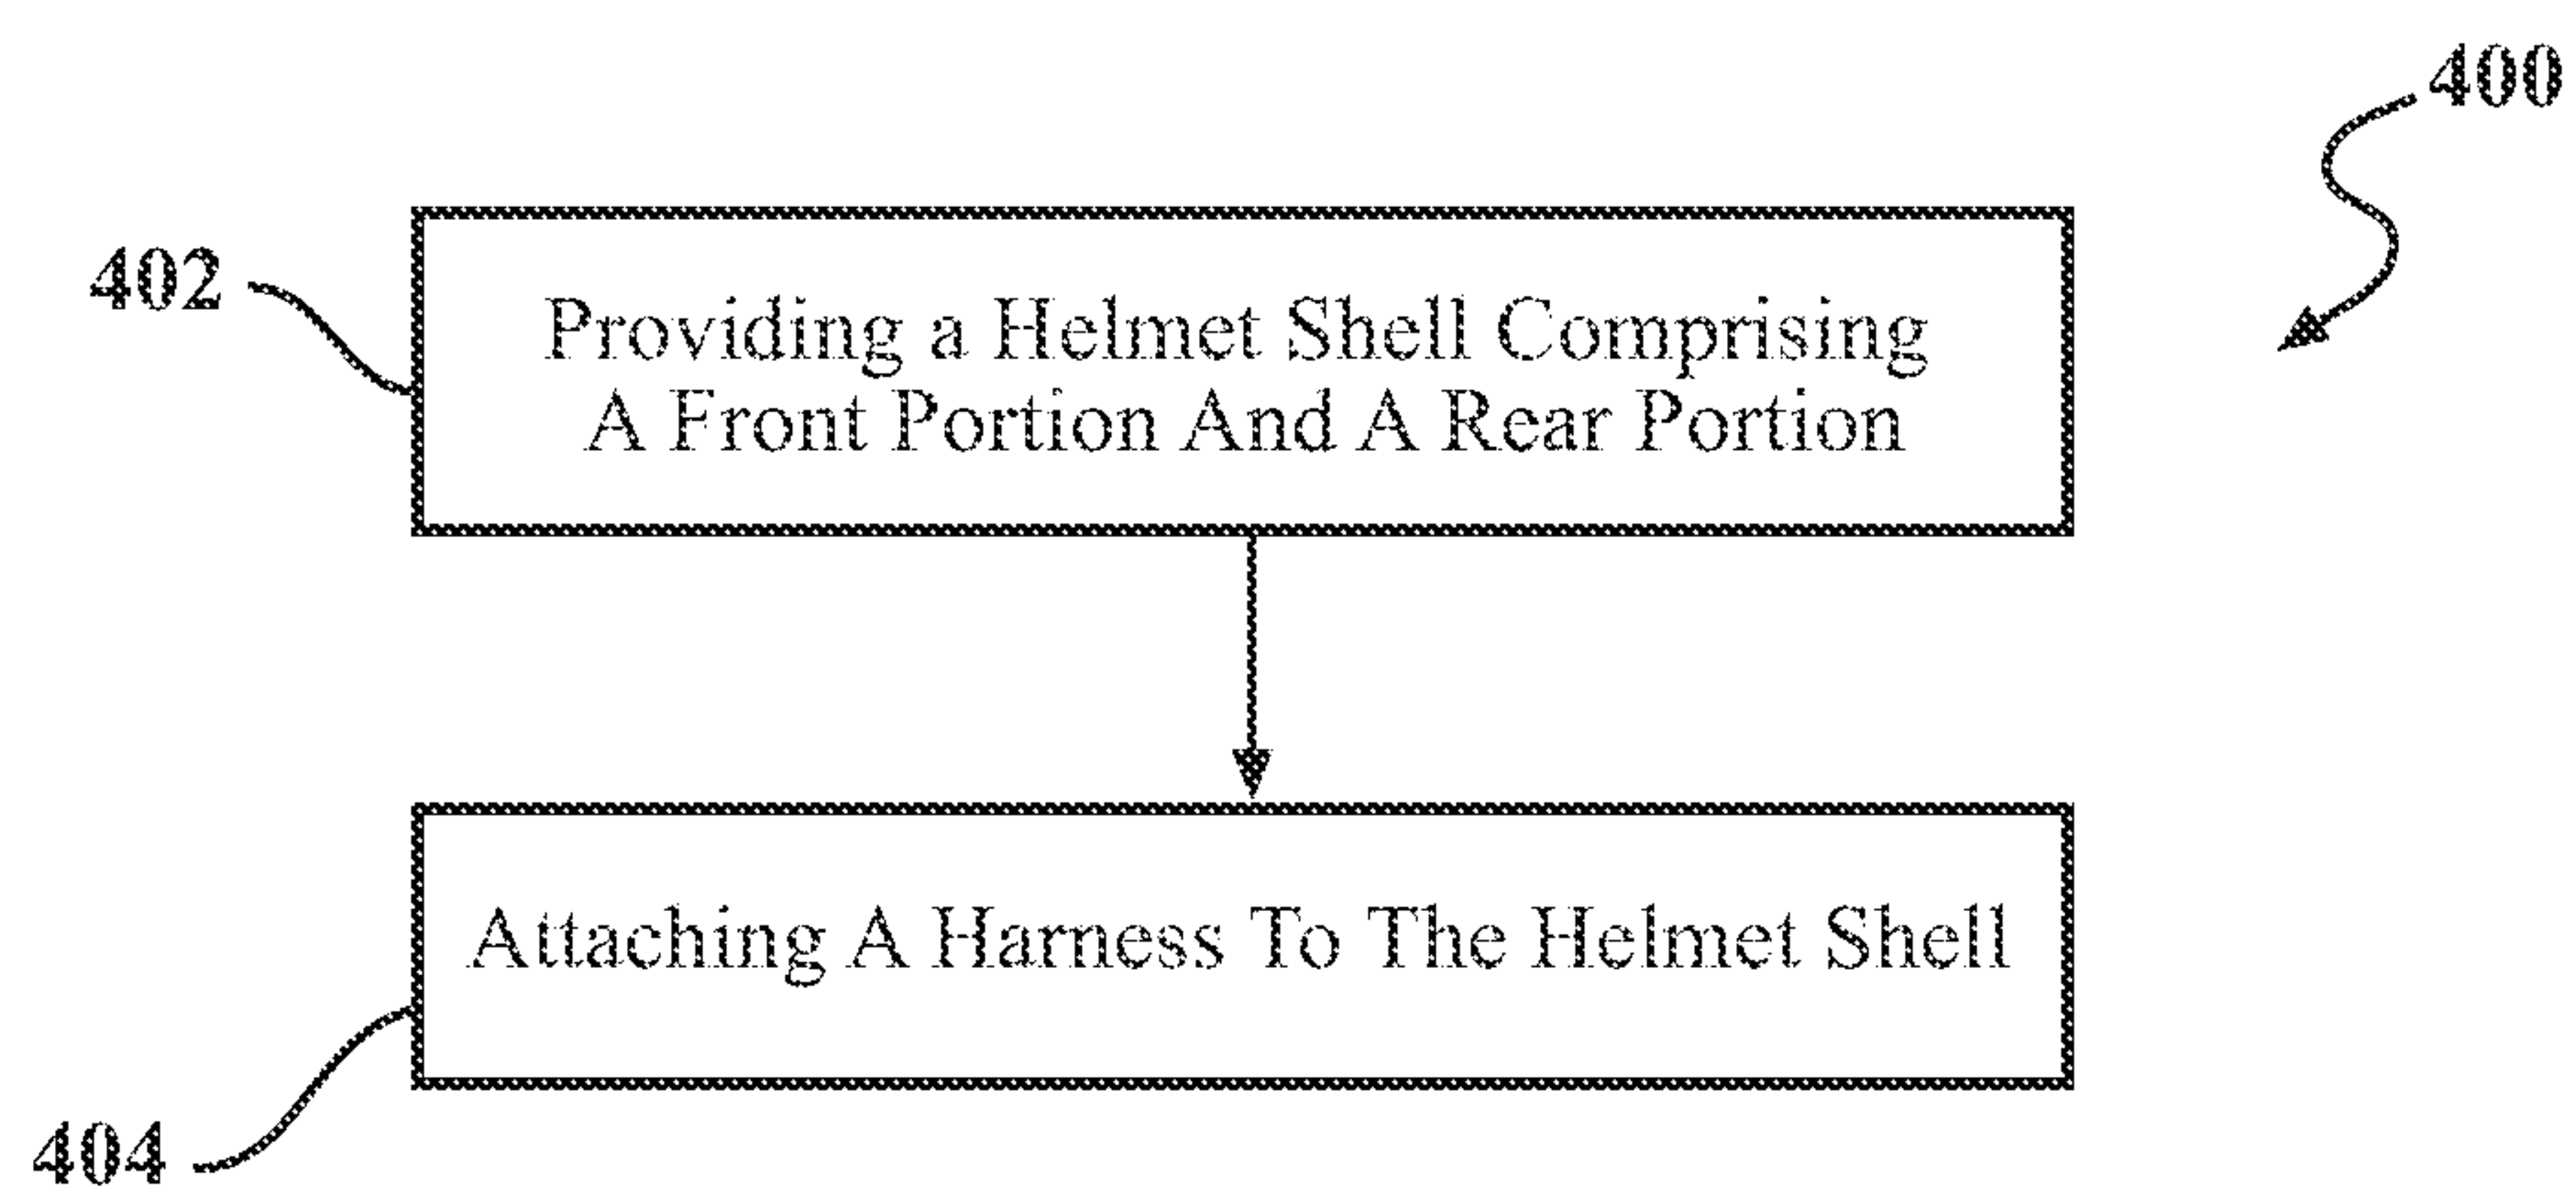 400
402
Providing a Helmet Shell Comprising
A Front Portion And A Rear Portion
Attaching A Harness To The Helmet Shell
404